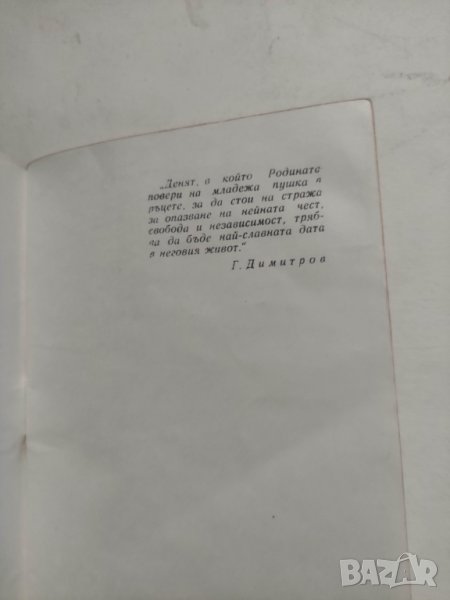 „Денят, в който Родината
повери на младежа пушка в
ръцете, за да стои на стража
за опазване на нейната чест,
свобода и независимост, тряб-
ва да бъде най-славната дата
в неговия живот."
Г. Димитров
BAZAR